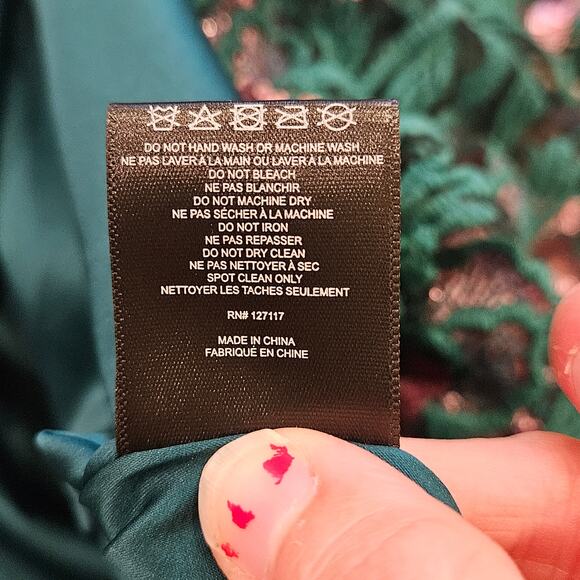 DO NOT HAND WASH OR MACHINE WASH
NE PAS LAVER À LA MAIN OU LAVER À LA MACHINE
DO NOT BLEACH
NE PAS BLANCHIR
DO NOT MACHINE DRY
NE PAS SÉCHER À LA MACHINE
DO NOT IRON
NE PAS REPASSER
DO NOT DRY CLEAN
NE PAS NETTOYER À SEC
SPOT CLEAN ONLY
NETTOYER LES TACHES SEULEMENT
RN# 127117
MADE IN CHINA
FABRIQUÉ EN CHINE